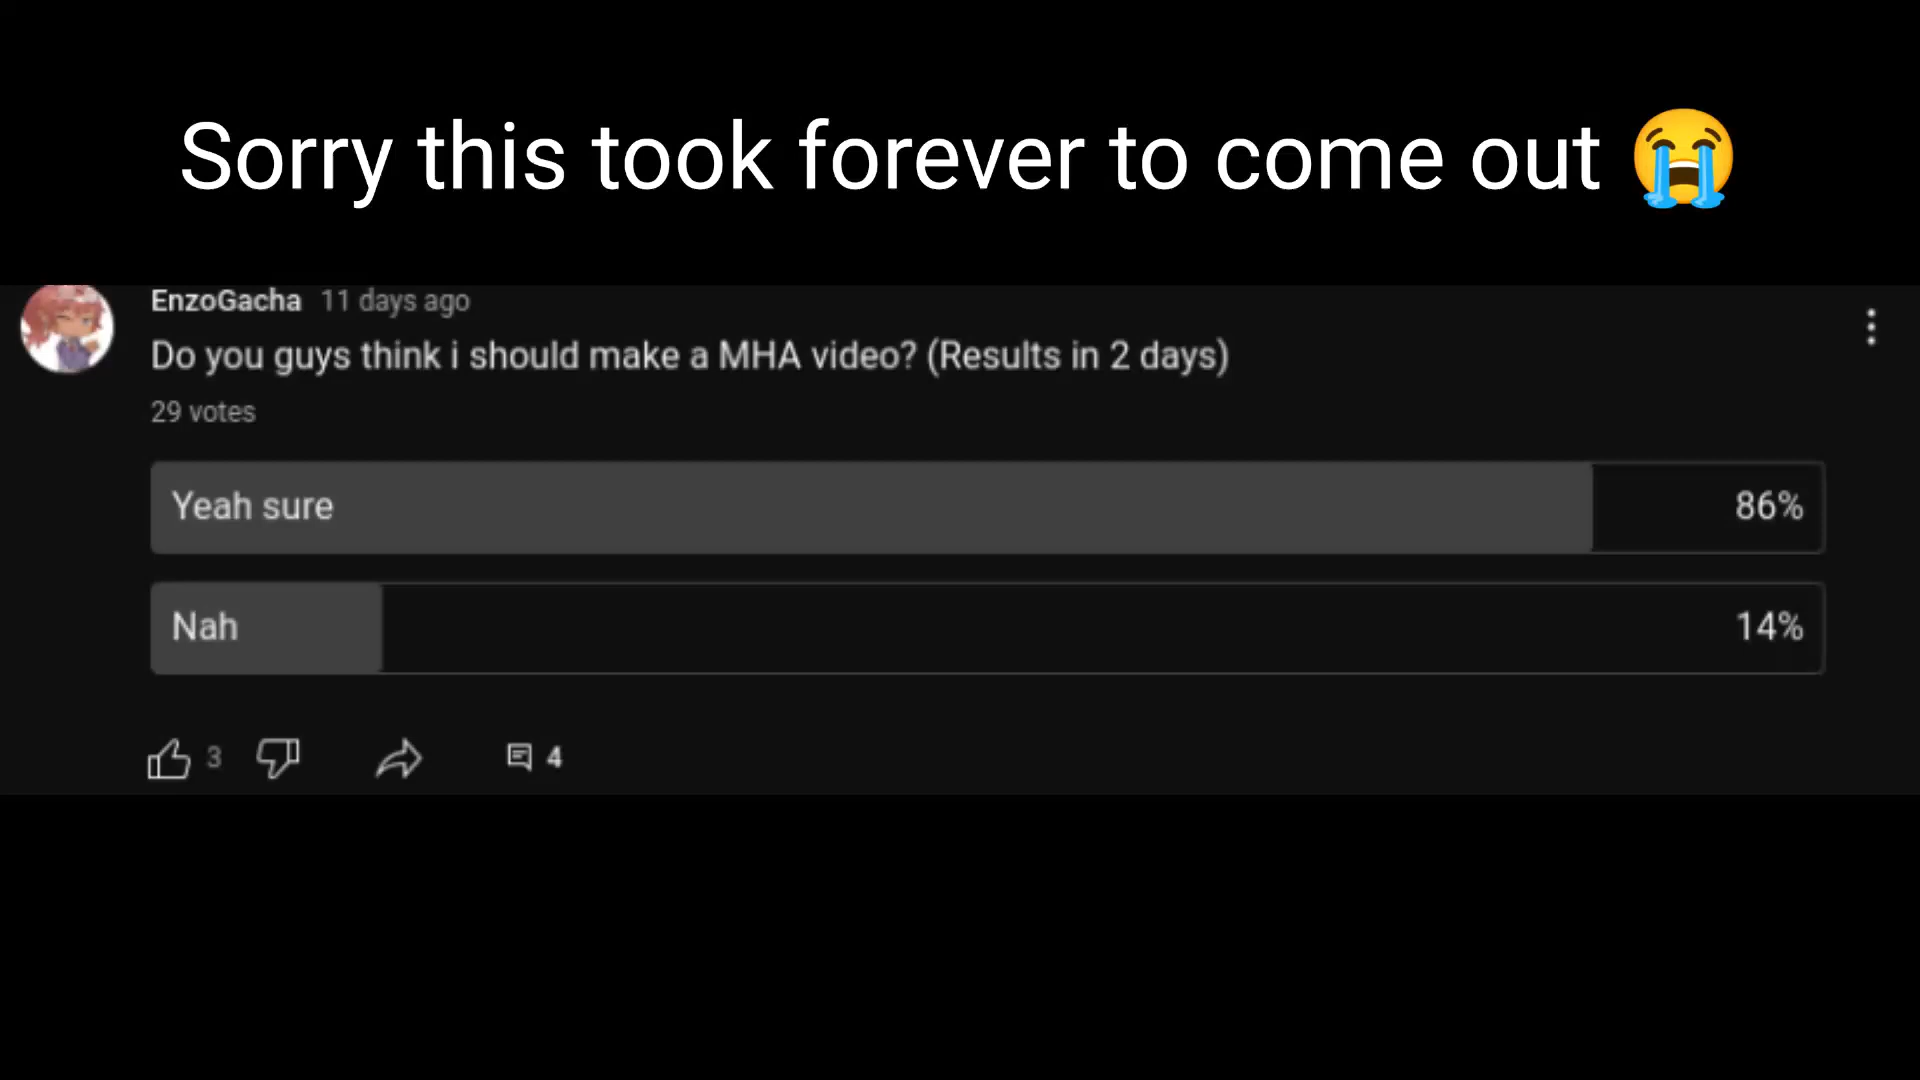 Sorry this took forever to come out 😭
EnzoGacha 11 days ago
Do you guys think i should make a MHA video? (Results in 2 days)
29 votes
Yeah sure 86%
Nah 14%
3 4